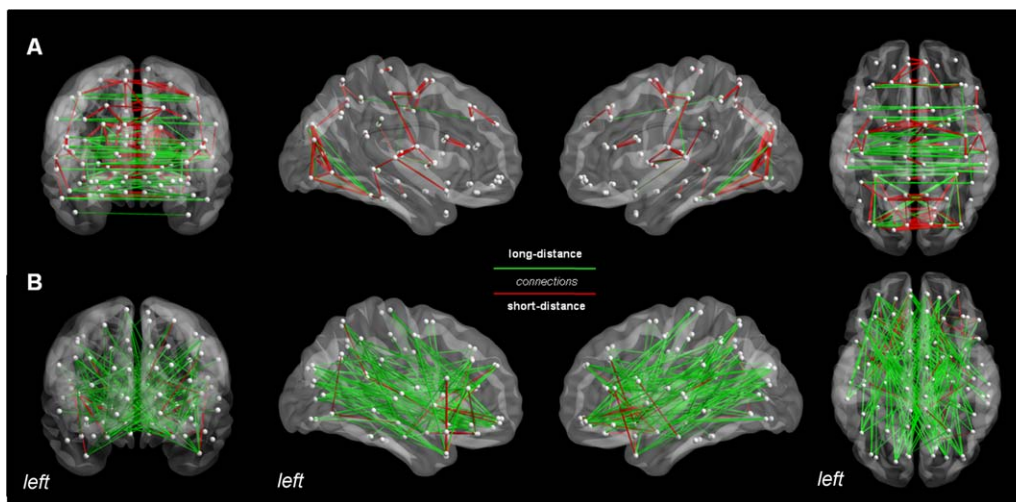 A
long-distance
connections
short-distance
B
left
left
left